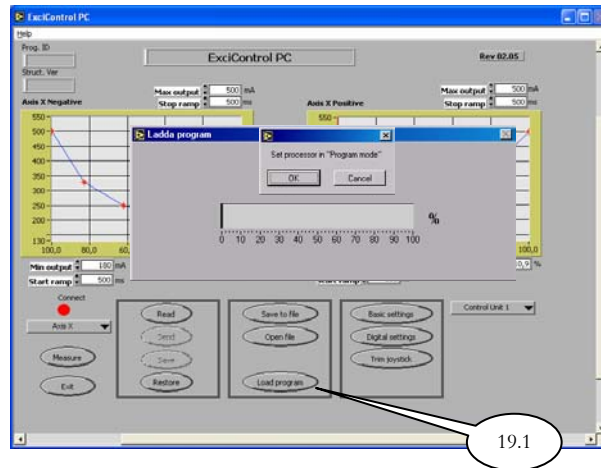 ExciControl PC
Help
Prog. ID
ExciControl PC
Rev 02.05
Struct. Ver
Max output 500 mA
Stop ramp 500 ms
Max output 500 mA
Stop ramp 500 ms
Axis X Negative
Axis X Positive
550
550
Ladda program
500
450
400
350
300
250
200
130
Set processor in "Program mode"
OK Cancel
%
0 10 20 30 40 50 60 70 80 90 100
100,0 80,0 60,
100,0
Min output 180 mA
Start ramp 500 ms
0,9 %
Connect
Axis X
Measure
Exit
Read
Send
Save
Restore
Save to file
Open file
Load program
Basic settings
Digital settings
Trim joystick
Control Unit 1
19.1